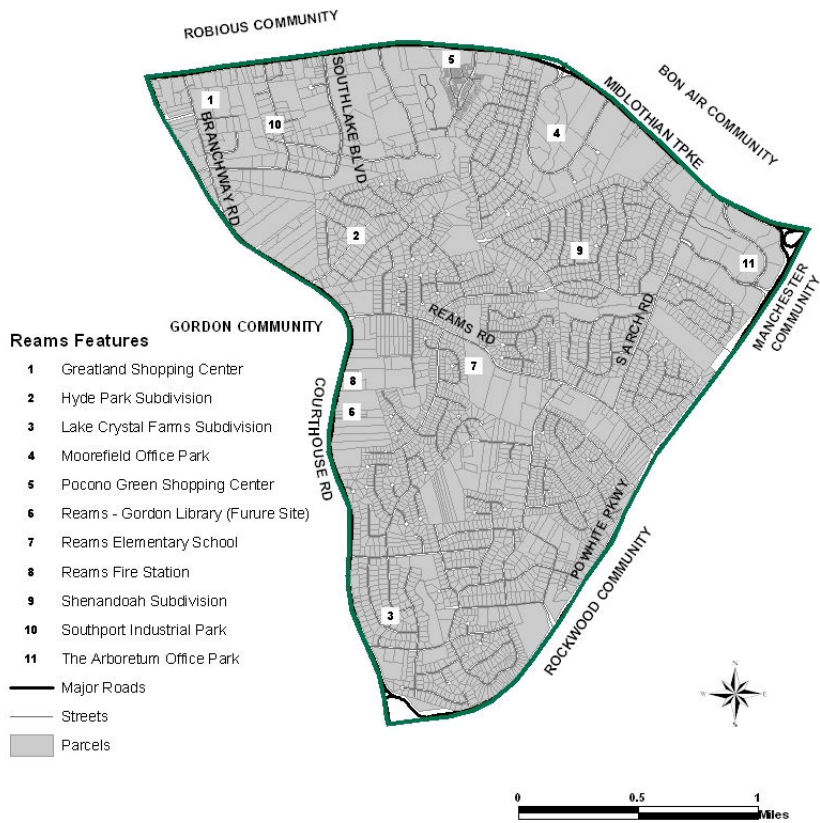 ROBIOUS COMMUNITY
BON AIR COMMUNITY
MIDLOTHIAN TPKE
SOUTHLAKE BLVD
BRANCHWAY RD
5
1
10
4
2
9
11
MANCHESTER
COMMUNITY
GORDON COMMUNITY
REAMS RD
S ARCH RD
7
8
6
COURTHOUSE RD
POWHITE PKWY
ROCKWOOD COMMUNITY
3
Reams Features
1 Greatland Shopping Center
2 Hyde Park Subdivision
3 Lake Crystal Farms Subdivision
4 Moorefield Office Park
5 Pocono Green Shopping Center
6 Reams - Gordon Library (Furure Site)
7 Reams Elementary School
8 Reams Fire Station
9 Shenandoah Subdivision
10 Southport Industrial Park
11 The Arboretum Office Park
Major Roads
Streets
Parcels
N
W E
S
0 0.5 1
Miles